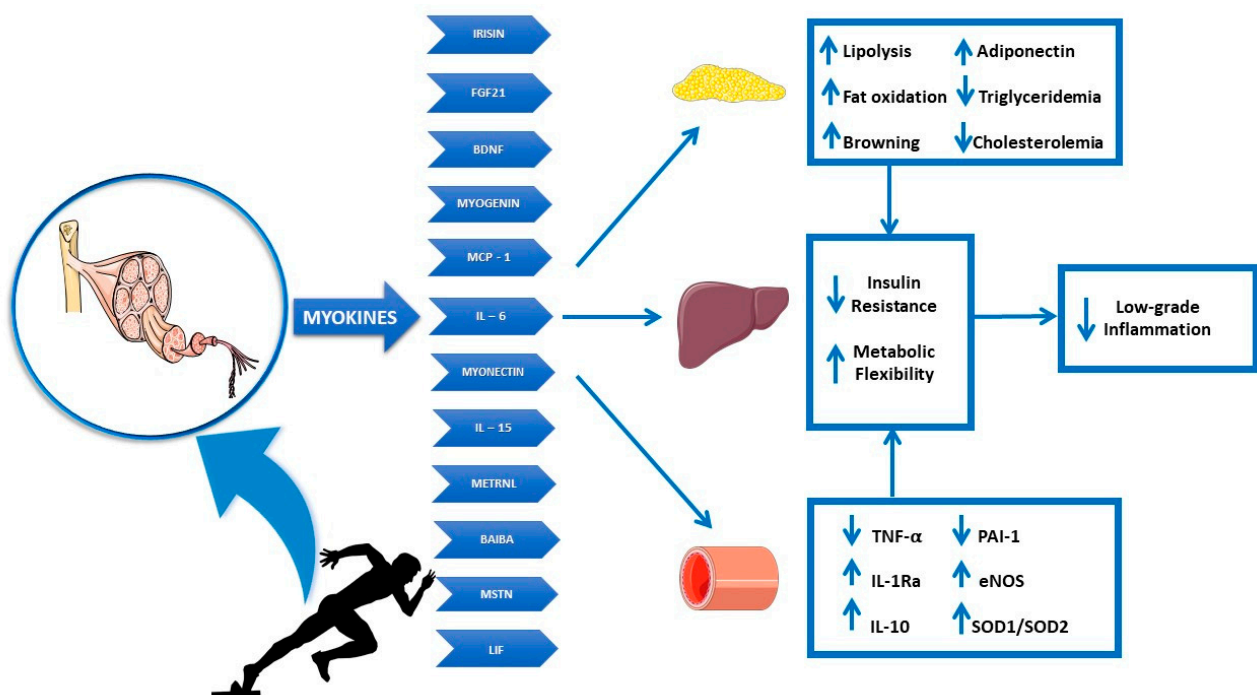 MYOKINES
IRISIN
FGF21
BDNF
MYOGENIN
MCP - 1
IL – 6
MYONECTIN
IL – 15
METRNL
BAIBA
MSTN
LIF
Lipolysis
Fat oxidation
Browning
Adiponectin
Triglyceridemia
Cholesterolemia
Insulin
Resistance
Metabolic
Flexibility
Low-grade
Inflammation
TNF-α
IL-1Ra
IL-10
PAI-1
eNOS
SOD1/SOD2